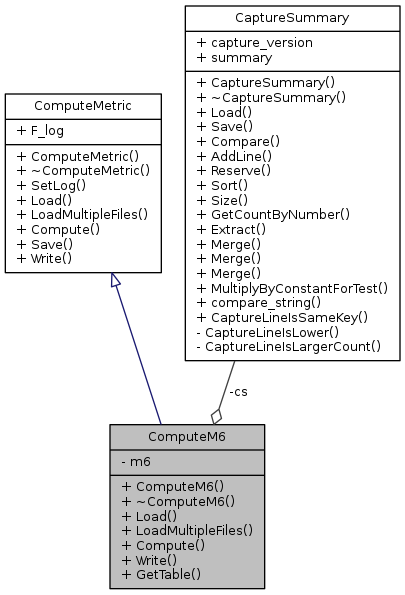 CaptureSummary
+ capture_version
+ summary
+ CaptureSummary()
+ ~CaptureSummary()
+ Load()
+ Save()
+ Compare()
+ AddLine()
+ Reserve()
+ Sort()
+ Size()
+ GetCountByNumber()
+ Extract()
+ Merge()
+ Merge()
+ Merge()
+ MultiplyByConstantForTest()
+ compare_string()
+ CaptureLineIsSameKey()
- CaptureLineIsLower()
- CaptureLineIsLargerCount()
ComputeMetric
+ F_log
+ ComputeMetric()
+ ~ComputeMetric()
+ SetLog()
+ Load()
+ LoadMultipleFiles()
+ Compute()
+ Save()
+ Write()
-cs
ComputeM6
- m6
+ ComputeM6()
+ ~ComputeM6()
+ Load()
+ LoadMultipleFiles()
+ Compute()
+ Write()
+ GetTable()